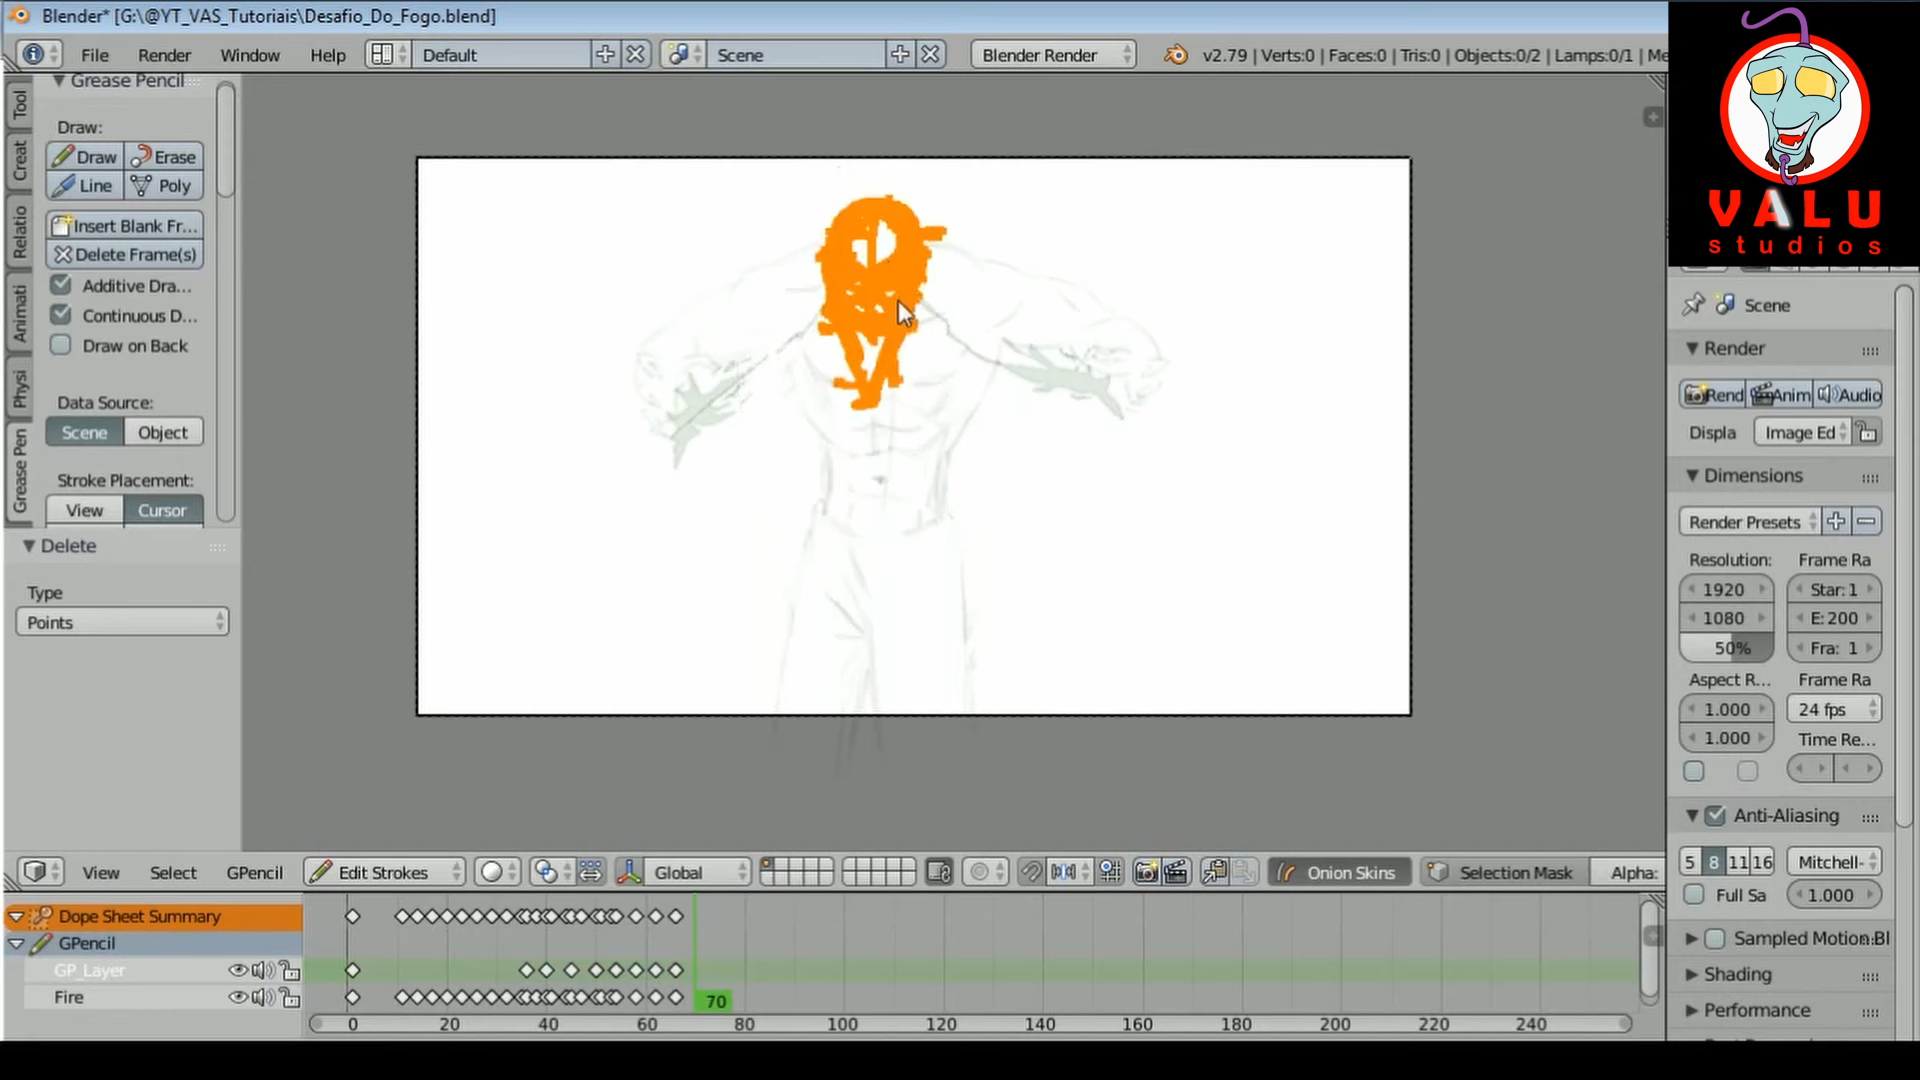 Blender* [G:\@YT_VAS_Tutoriais\Desafio_Do_Fogo.blend]
File Render Window Help Default Scene Blender Render v2.79 | Verts:0 | Faces:0 | Tris:0 | Objects:0/2 | Lamps:0/1 | Me
VALU
studios
Tool
Creat
Relatio
Animati
Physi
Grease Pen
Grease Pencil
Draw:
Draw Erase
Line Poly
Insert Blank Fr...
Delete Frame(s)
Additive Dra...
Continuous D...
Draw on Back
Data Source:
Scene Object
Stroke Placement:
View Cursor
Delete
Type
Points
Scene
Render
Rend Anim Audio
Displa Image Ed
Dimensions
Render Presets
Resolution: Frame Ra
1920 Star: 1
1080 E: 200
50% Fra: 1
Aspect R... Frame Ra
1.000 24 fps
1.000 Time Re...
Anti-Aliasing
5 8 11 16 Mitchell-
Full Sa 1.000
Sampled Motion Bl
Shading
Performance
View Select GPencil Edit Strokes Global Onion Skins Selection Mask Alpha:
Dope Sheet Summary
GPencil
GP_Layer
Fire
70
0 20 40 60 80 100 120 140 160 180 200 220 240